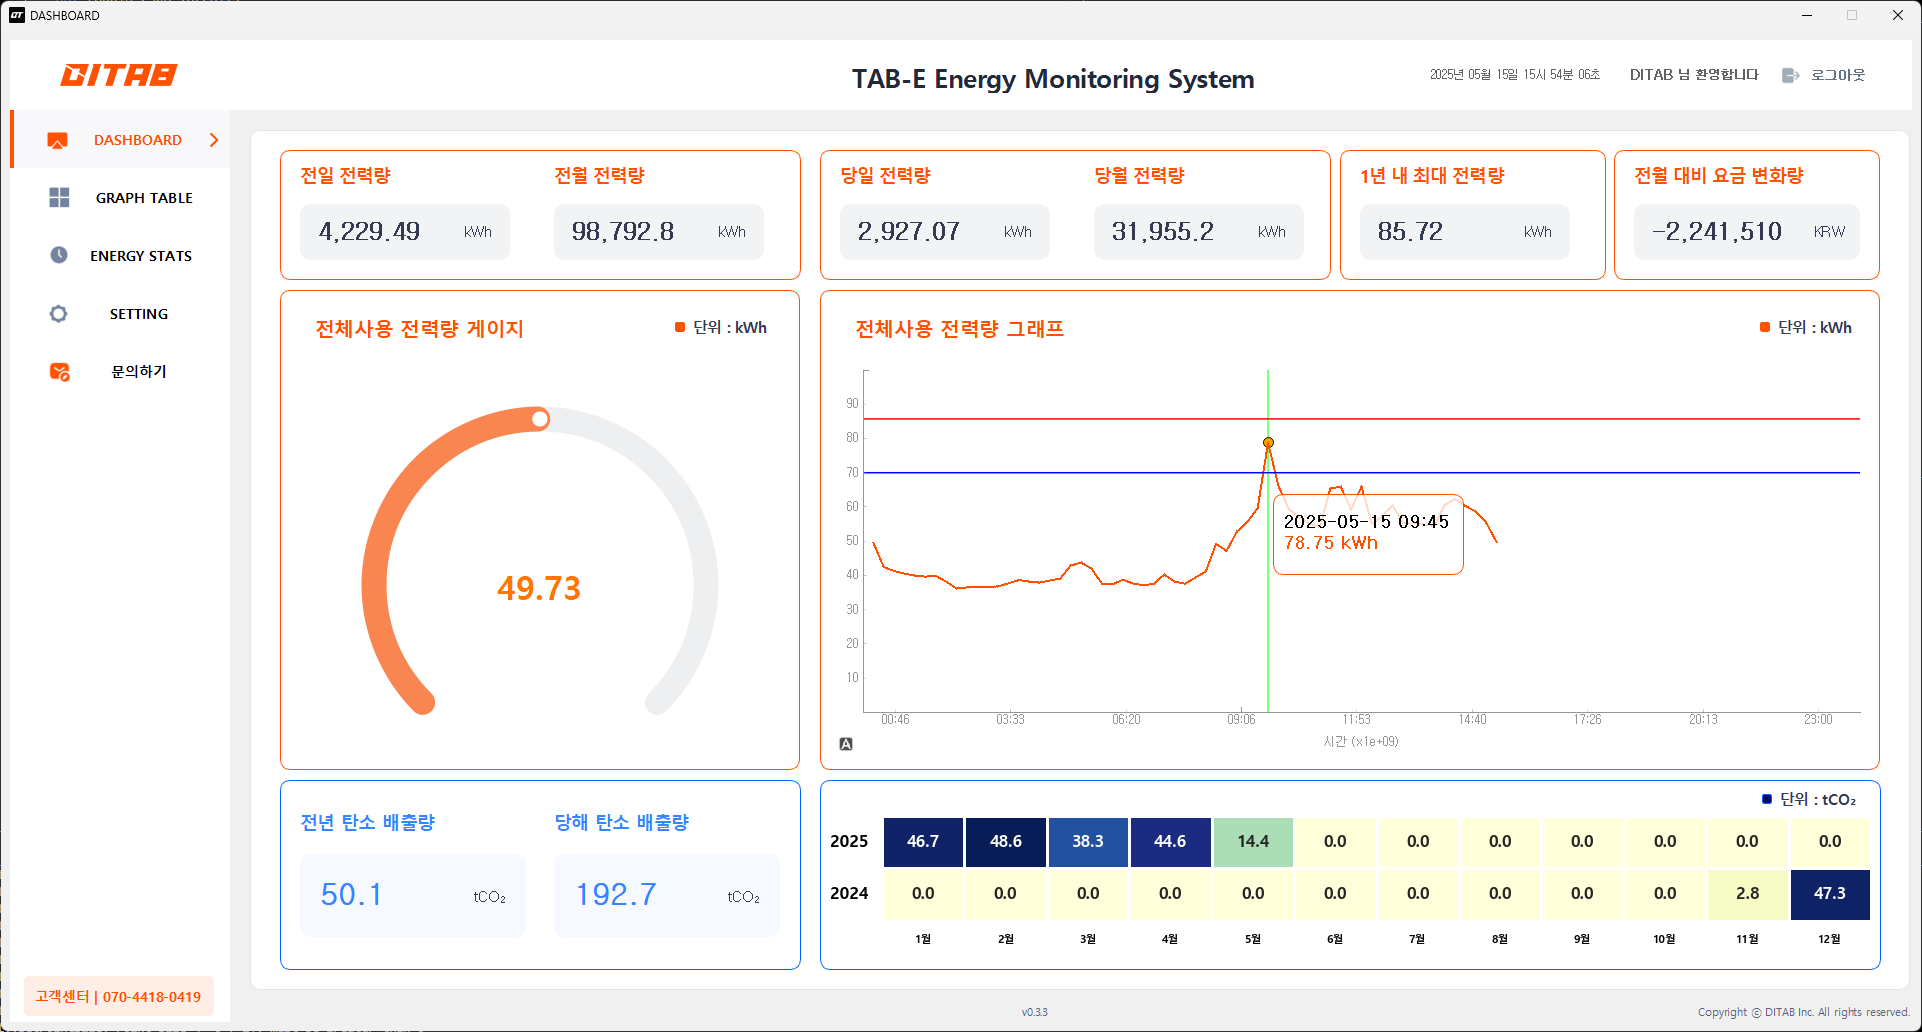 DT DASHBOARD
DITAB
TAB-E Energy Monitoring System
2025년 05월 15일 15시 54분 06초
DITAB 님 환영합니다
로그아웃
DASHBOARD
GRAPH TABLE
ENERGY STATS
SETTING
문의하기
고객센터 | 070-4418-0419
전일 전력량
4,229.49 kWh
전월 전력량
98,792.8 kWh
당일 전력량
2,927.07 kWh
당월 전력량
31,955.2 kWh
1년 내 최대 전력량
85.72 kWh
전월 대비 요금 변화량
-2,241,510 KRW
전체사용 전력량 게이지
단위 : kWh
49.73
전체사용 전력량 그래프
단위 : kWh
90
80
70
60
50
40
30
20
10
2025-05-15 09:45
78.75 kWh
00:46 03:33 06:20 09:06 11:53 14:40 17:26 20:13 23:00
A
시간 (x1e+09)
전년 탄소 배출량
50.1 tCO₂
당해 탄소 배출량
192.7 tCO₂
단위 : tCO₂
2025 46.7 48.6 38.3 44.6 14.4 0.0 0.0 0.0 0.0 0.0 0.0 0.0
2024 0.0 0.0 0.0 0.0 0.0 0.0 0.0 0.0 0.0 0.0 2.8 47.3
1월 2월 3월 4월 5월 6월 7월 8월 9월 10월 11월 12월
v0.3.3
Copyright ⓒ DITAB Inc. All rights reserved.